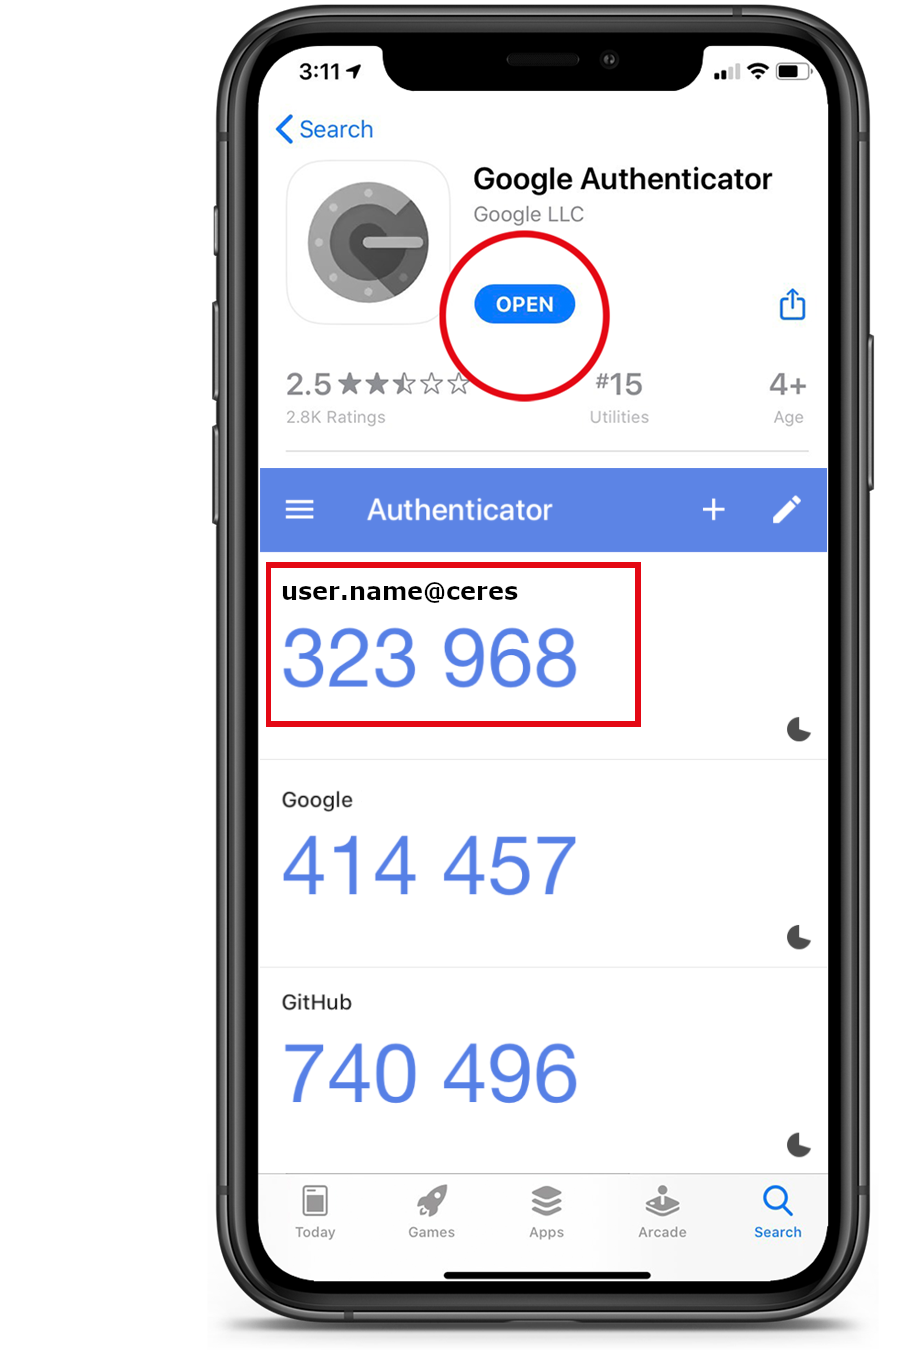 3:11
Search
Google Authenticator
Google LLC
OPEN
2.5
#15
4+
2.8K Ratings
Utilities
Age
Authenticator
user.name@ceres
323 968
Google
414 457
GitHub
740 496
Today
Games
Apps
Arcade
Search